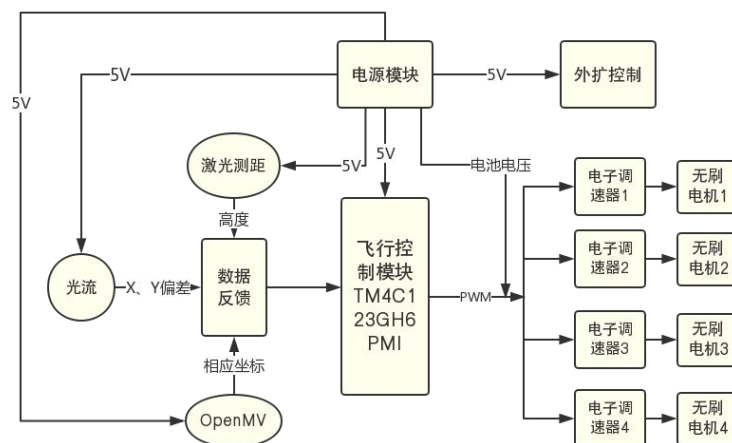 电源模块
5V
外扩控制
5V
5V
激光测距
5V
5V
电池电压
高度
电子调
速器1
无刷
电机1
光流
X、Y偏差
数据
反馈
飞行控
制模块
TM4C1
23GH6
PMI
PWM
电子调
速器2
无刷
电机2
相应坐标
电子调
速器3
无刷
电机3
OpenMV
电子调
速器4
无刷
电机4